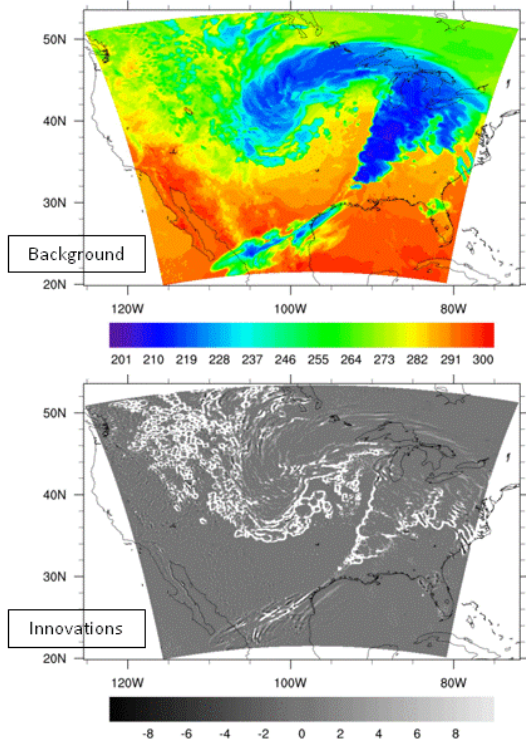 50N
40N
30N
Background
20N
120W 100W 80W
201 210 219 228 237 246 255 264 273 282 291 300
50N
40N
30N
Innovations
20N
120W 100W 80W
-8 -6 -4 -2 0 2 4 6 8